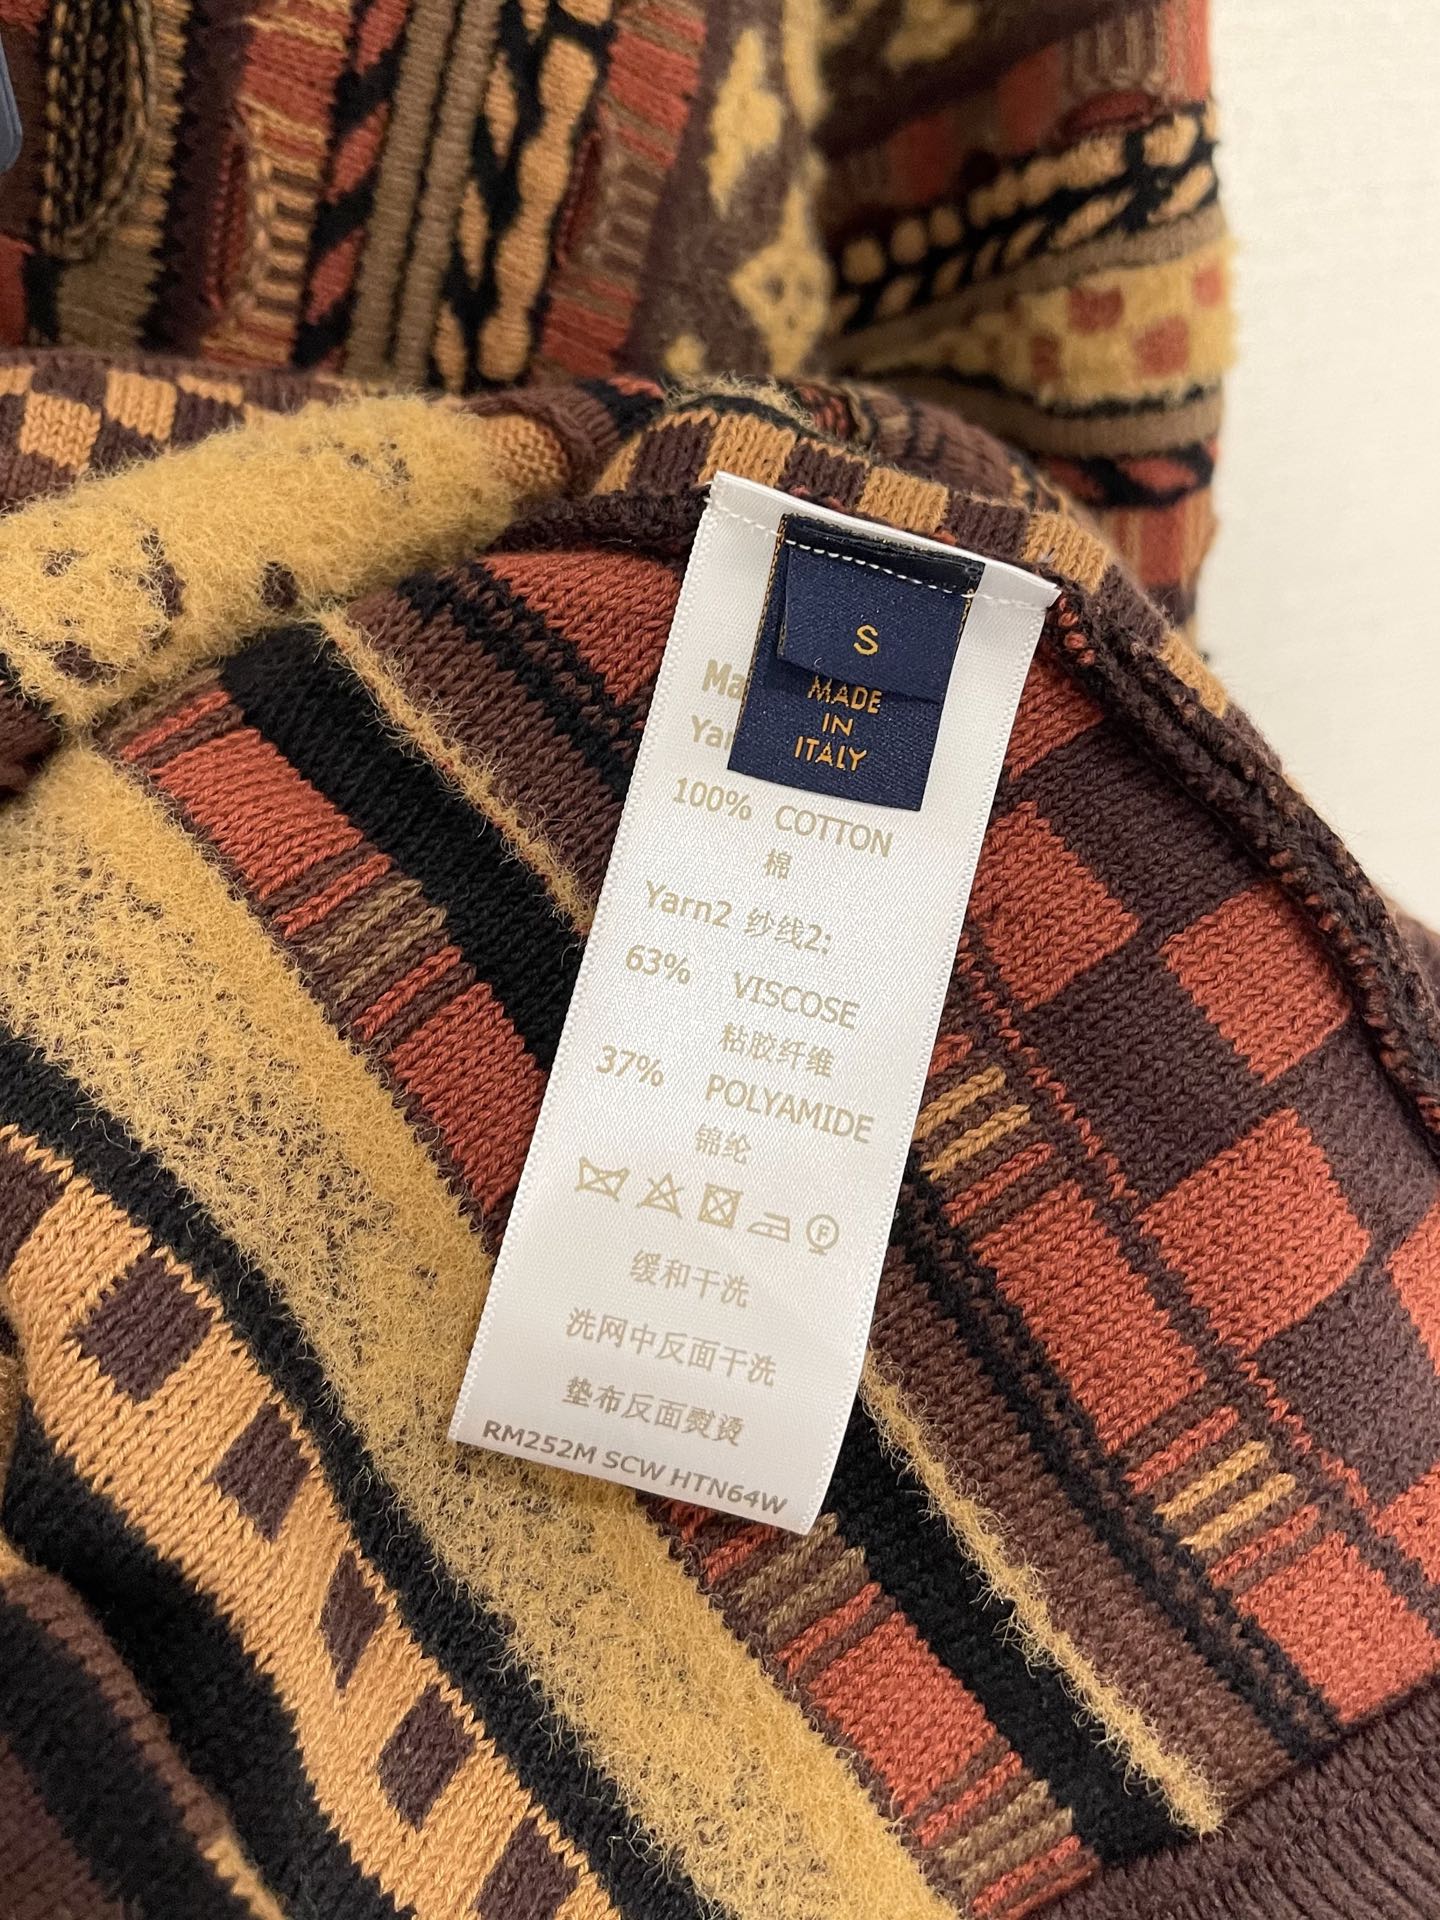 S
MADE
IN
ITALY
100% COTTON
棉
Yarn2 纱线2:
63% VISCOSE
粘胶纤维
37% POLYAMIDE
锦纶
F
缓和干洗
洗网中反面干洗
垫布反面熨烫
RM252M SCW HTN64W